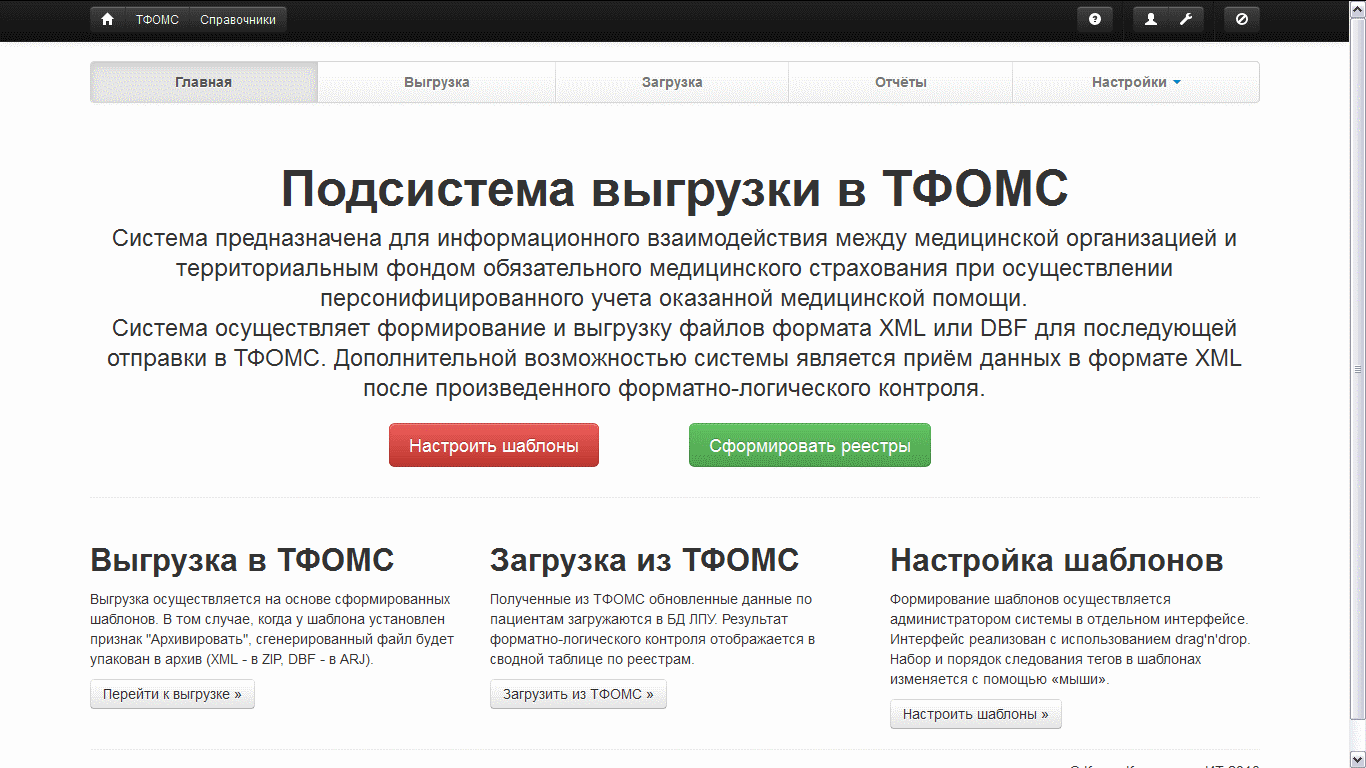 ТФОМС Справочники
Главная Выгрузка Загрузка Отчёты Настройки
Подсистема выгрузки в ТФОМС
Система предназначена для информационного взаимодействия между медицинской организацией и
территориальным фондом обязательного медицинского страхования при осуществлении
персонифицированного учета оказанной медицинской помощи.
Система осуществляет формирование и выгрузку файлов формата XML или DBF для последующей
отправки в ТФОМС. Дополнительной возможностью системы является приём данных в формате XML
после произведенного форматно-логического контроля.
Настроить шаблоны Сформировать реестры
Выгрузка в ТФОМС
Выгрузка осуществляется на основе сформированных
шаблонов. В том случае, когда у шаблона установлен
признак "Архивировать", сгенерированный файл будет
упакован в архив (XML - в ZIP, DBF - в ARJ).
Перейти к выгрузке »
Загрузка из ТФОМС
Полученные из ТФОМС обновленные данные по
пациентам загружаются в БД ЛПУ. Результат
форматно-логического контроля отображается в
сводной таблице по реестрам.
Загрузить из ТФОМС »
Настройка шаблонов
Формирование шаблонов осуществляется
администратором системы в отдельном интерфейсе.
Интерфейс реализован с использованием drag'n'drop.
Набор и порядок следования тегов в шаблонах
изменяется с помощью «мыши».
Настроить шаблоны »